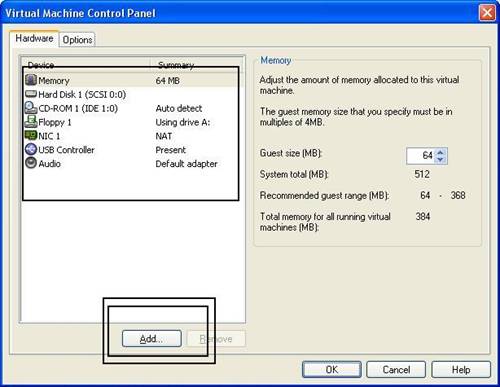 Virtual Machine Control Panel
Hardware
Options
Device Summary
Memory 64 MB
Hard Disk 1 (SCSI 0:0)
CD-ROM 1 (IDE 1:0) Auto detect
Floppy 1 Using drive A:
NIC 1 NAT
USB Controller Present
Audio Default adapter
Add...
Remove
Memory
Adjust the amount of memory allocated to this virtual
machine.
The guest memory size that you specify must be in
multiples of 4MB.
Guest size (MB): 64
System total (MB): 512
Recommended guest range (MB): 64 - 368
Total memory for all running virtual 384
machines (MB):
OK
Cancel
Help